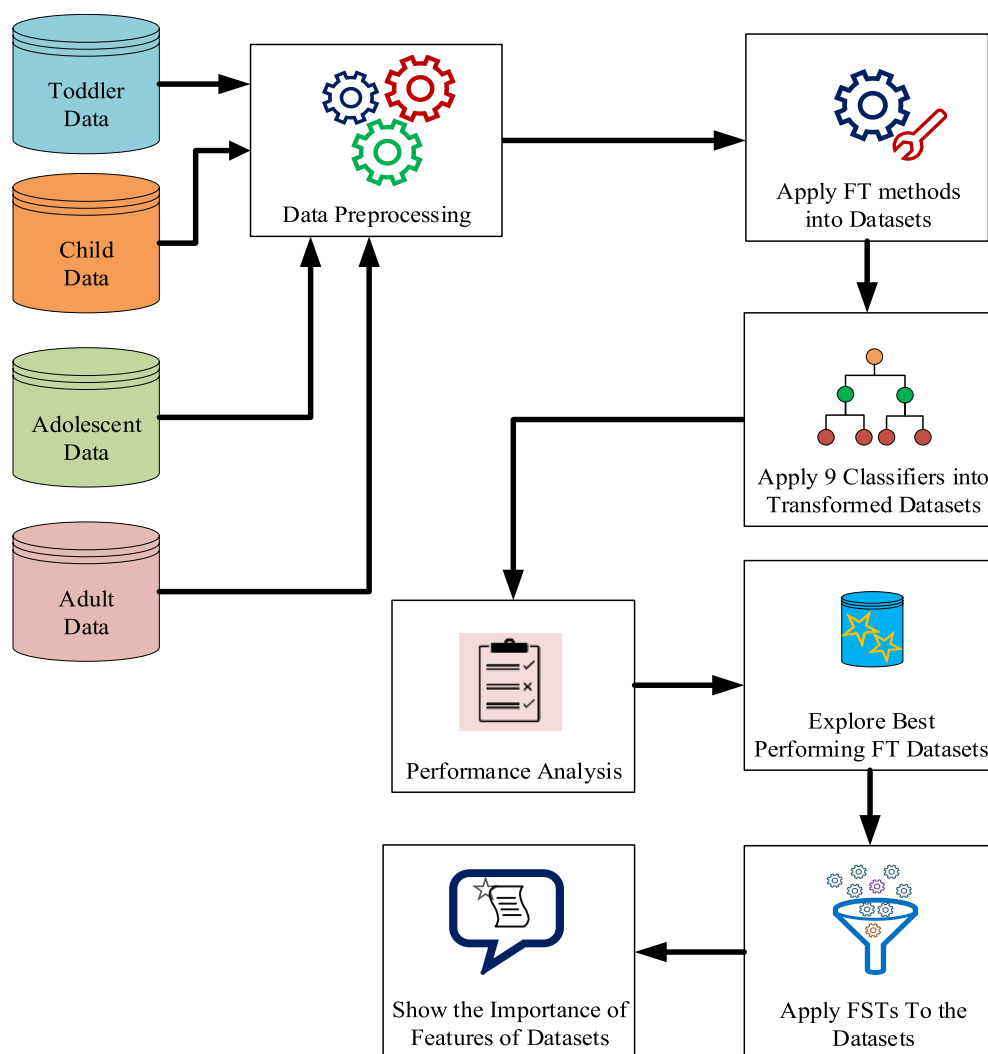 Toddler
Data
Child
Data
Adolescent
Data
Adult
Data
Data Preprocessing
Apply FT methods
into Datasets
Apply 9 Classifiers into
Transformed Datasets
Performance Analysis
Explore Best
Performing FT Datasets
Apply FSTs To the
Datasets
Show the Importance of
Features of Datasets